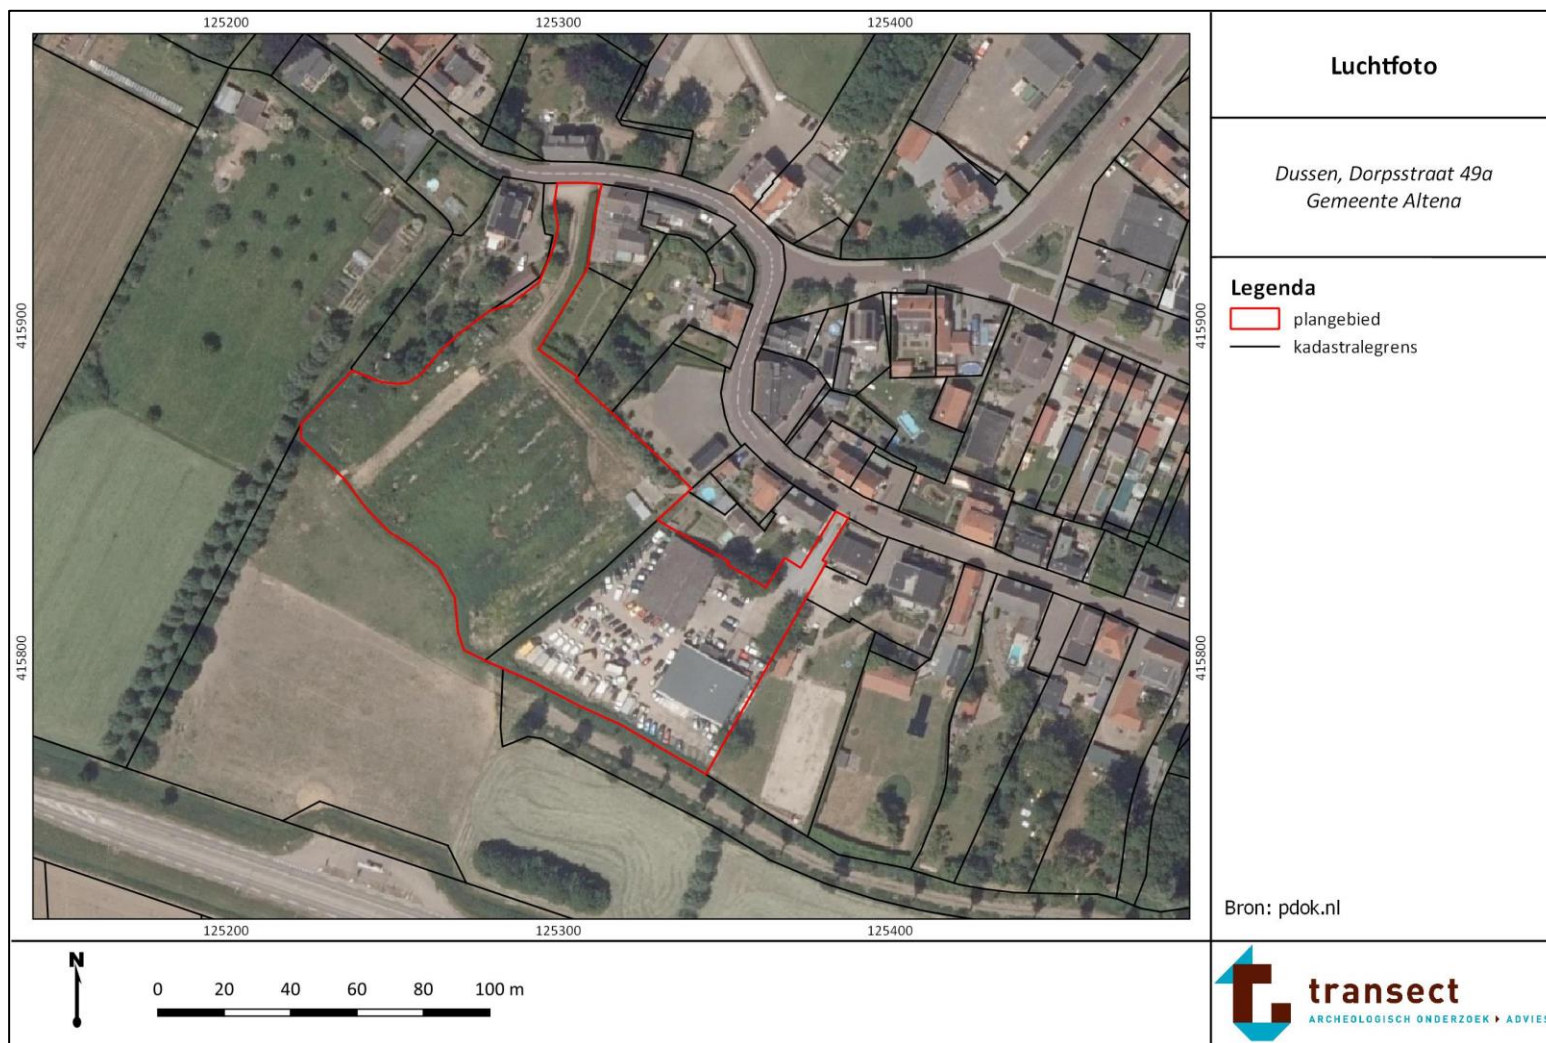 125200 125300 125400
Luchtfoto
Dussen, Dorpsstraat 49a
Gemeente Altena
Legenda
plangebied
kadastralegrens
415900 415900
415800 415800
Bron: pdok.nl
125200 125300 125400
N
0 20 40 60 80 100 m
transect
ARCHEOLOGISCH ONDERZOEK ADVIES